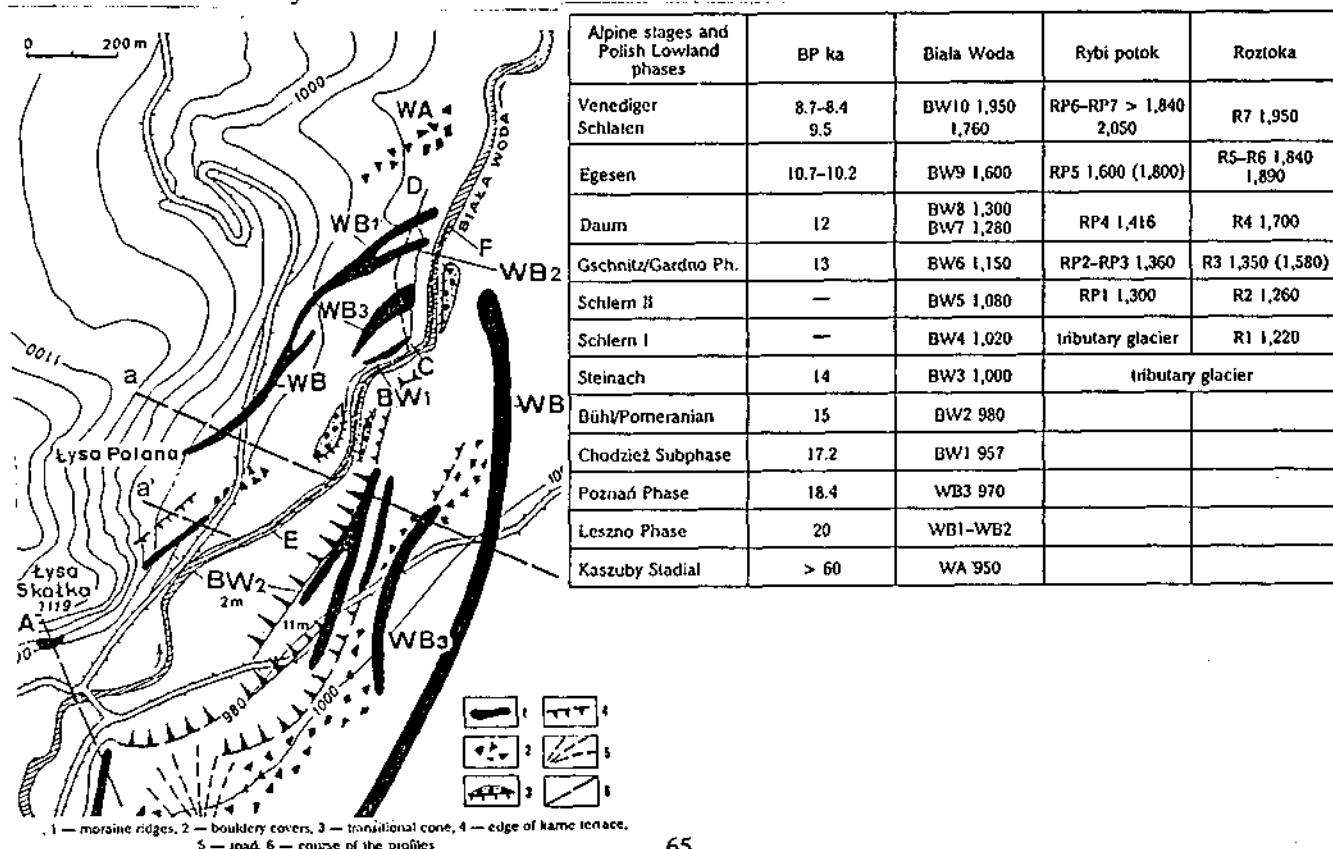 0 200 m
1000
WA
BIAŁA WODA
D
WB1
F
WB2
WB3
1100
a
WB
C
BW1
WB
Łysa Polana
a'
E
Łysa
Skałka
1119
BW2
2m
A
11m
WB3
980
1000
1 4
2 5
3 6
1 — moraine ridges, 2 — bouldery covers, 3 — transitional cone, 4 — edge of kame terrace,
5 — road, 6 — course of the profiles
Alpine stages and Polish Lowland phases BP ka Biala Woda Rybi potok Roztoka
Venediger 8.7–8.4 BW10 1,950 RP6–RP7 > 1,840 R7 1,950
Schlaten 9.5 1,760 2,050
Egesen 10.7–10.2 BW9 1,600 RP5 1,600 (1,800) R5–R6 1,840 1,890
Daum 12 BW8 1,300 BW7 1,280 RP4 1,416 R4 1,700
Gschnitz/Gardno Ph. 13 BW6 1,150 RP2–RP3 1,360 R3 1,350 (1,580)
Schlern II — BW5 1,080 RP1 1,300 R2 1,260
Schlern I — BW4 1,020 tributary glacier R1 1,220
Steinach 14 BW3 1,000 tributary glacier
Bühl/Pomeranian 15 BW2 980
Chodzież Subphase 17.2 BW1 957
Poznań Phase 18.4 WB3 970
Leszno Phase 20 WB1–WB2
Kaszuby Stadial > 60 WA 950
65